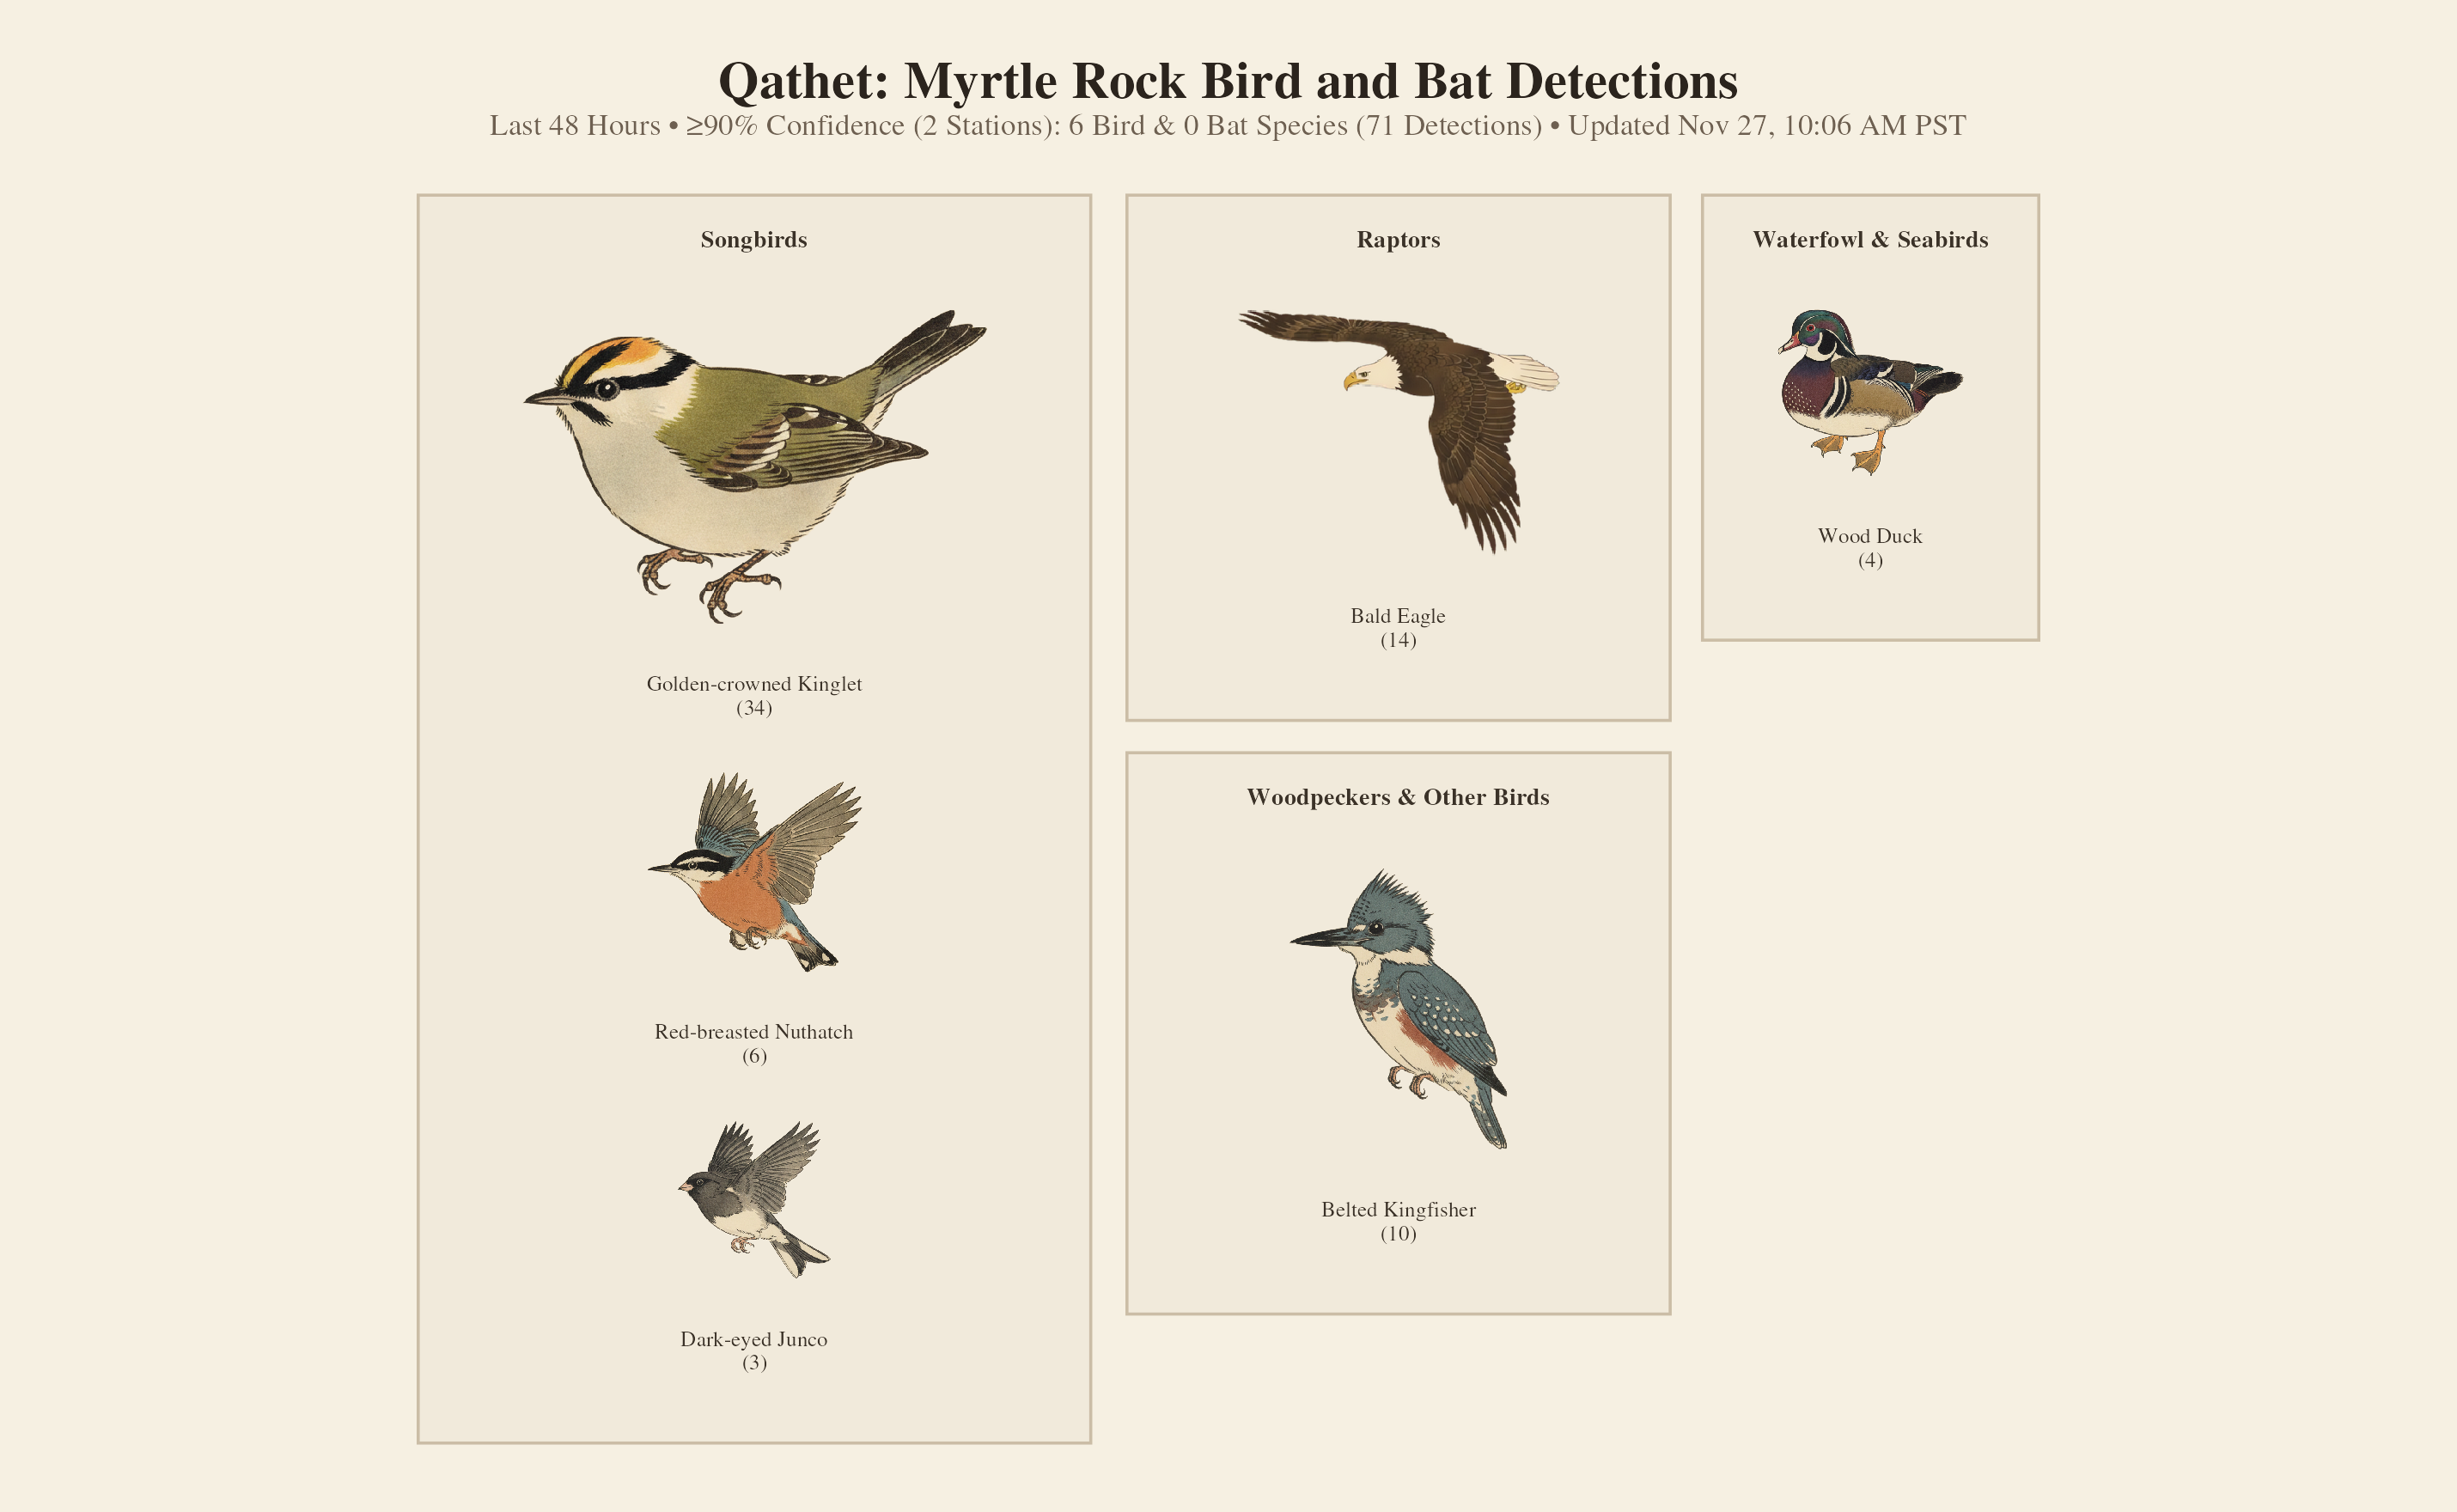 Qathet: Myrtle Rock Bird and Bat Detections
Last 48 Hours • ≥90% Confidence (2 Stations): 6 Bird & 0 Bat Species (71 Detections) • Updated Nov 27, 10:06 AM PST
Songbirds
Golden-crowned Kinglet
(34)
Red-breasted Nuthatch
(6)
Dark-eyed Junco
(3)
Raptors
Bald Eagle
(14)
Woodpeckers & Other Birds
Belted Kingfisher
(10)
Waterfowl & Seabirds
Wood Duck
(4)